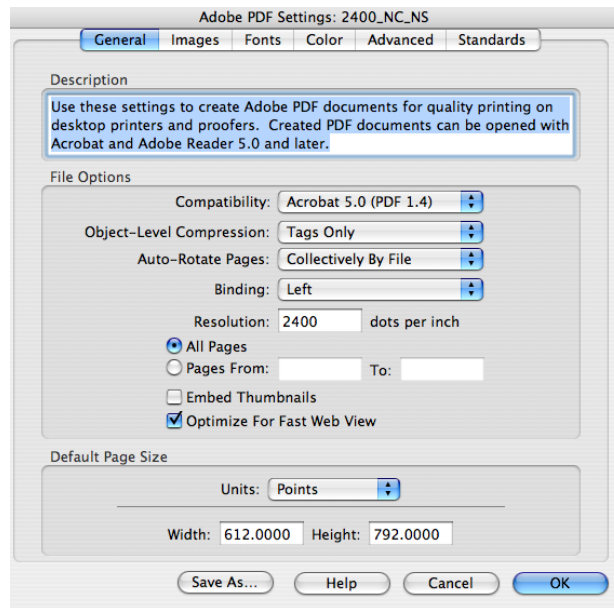 Adobe PDF Settings: 2400_NC_NS
General Images Fonts Color Advanced Standards
Description
Use these settings to create Adobe PDF documents for quality printing on
desktop printers and proofers. Created PDF documents can be opened with
Acrobat and Adobe Reader 5.0 and later.
File Options
Compatibility: Acrobat 5.0 (PDF 1.4)
Object-Level Compression: Tags Only
Auto-Rotate Pages: Collectively By File
Binding: Left
Resolution: 2400 dots per inch
All Pages
Pages From: To:
Embed Thumbnails
Optimize For Fast Web View
Default Page Size
Units: Points
Width: 612.0000 Height: 792.0000
Save As... Help Cancel OK